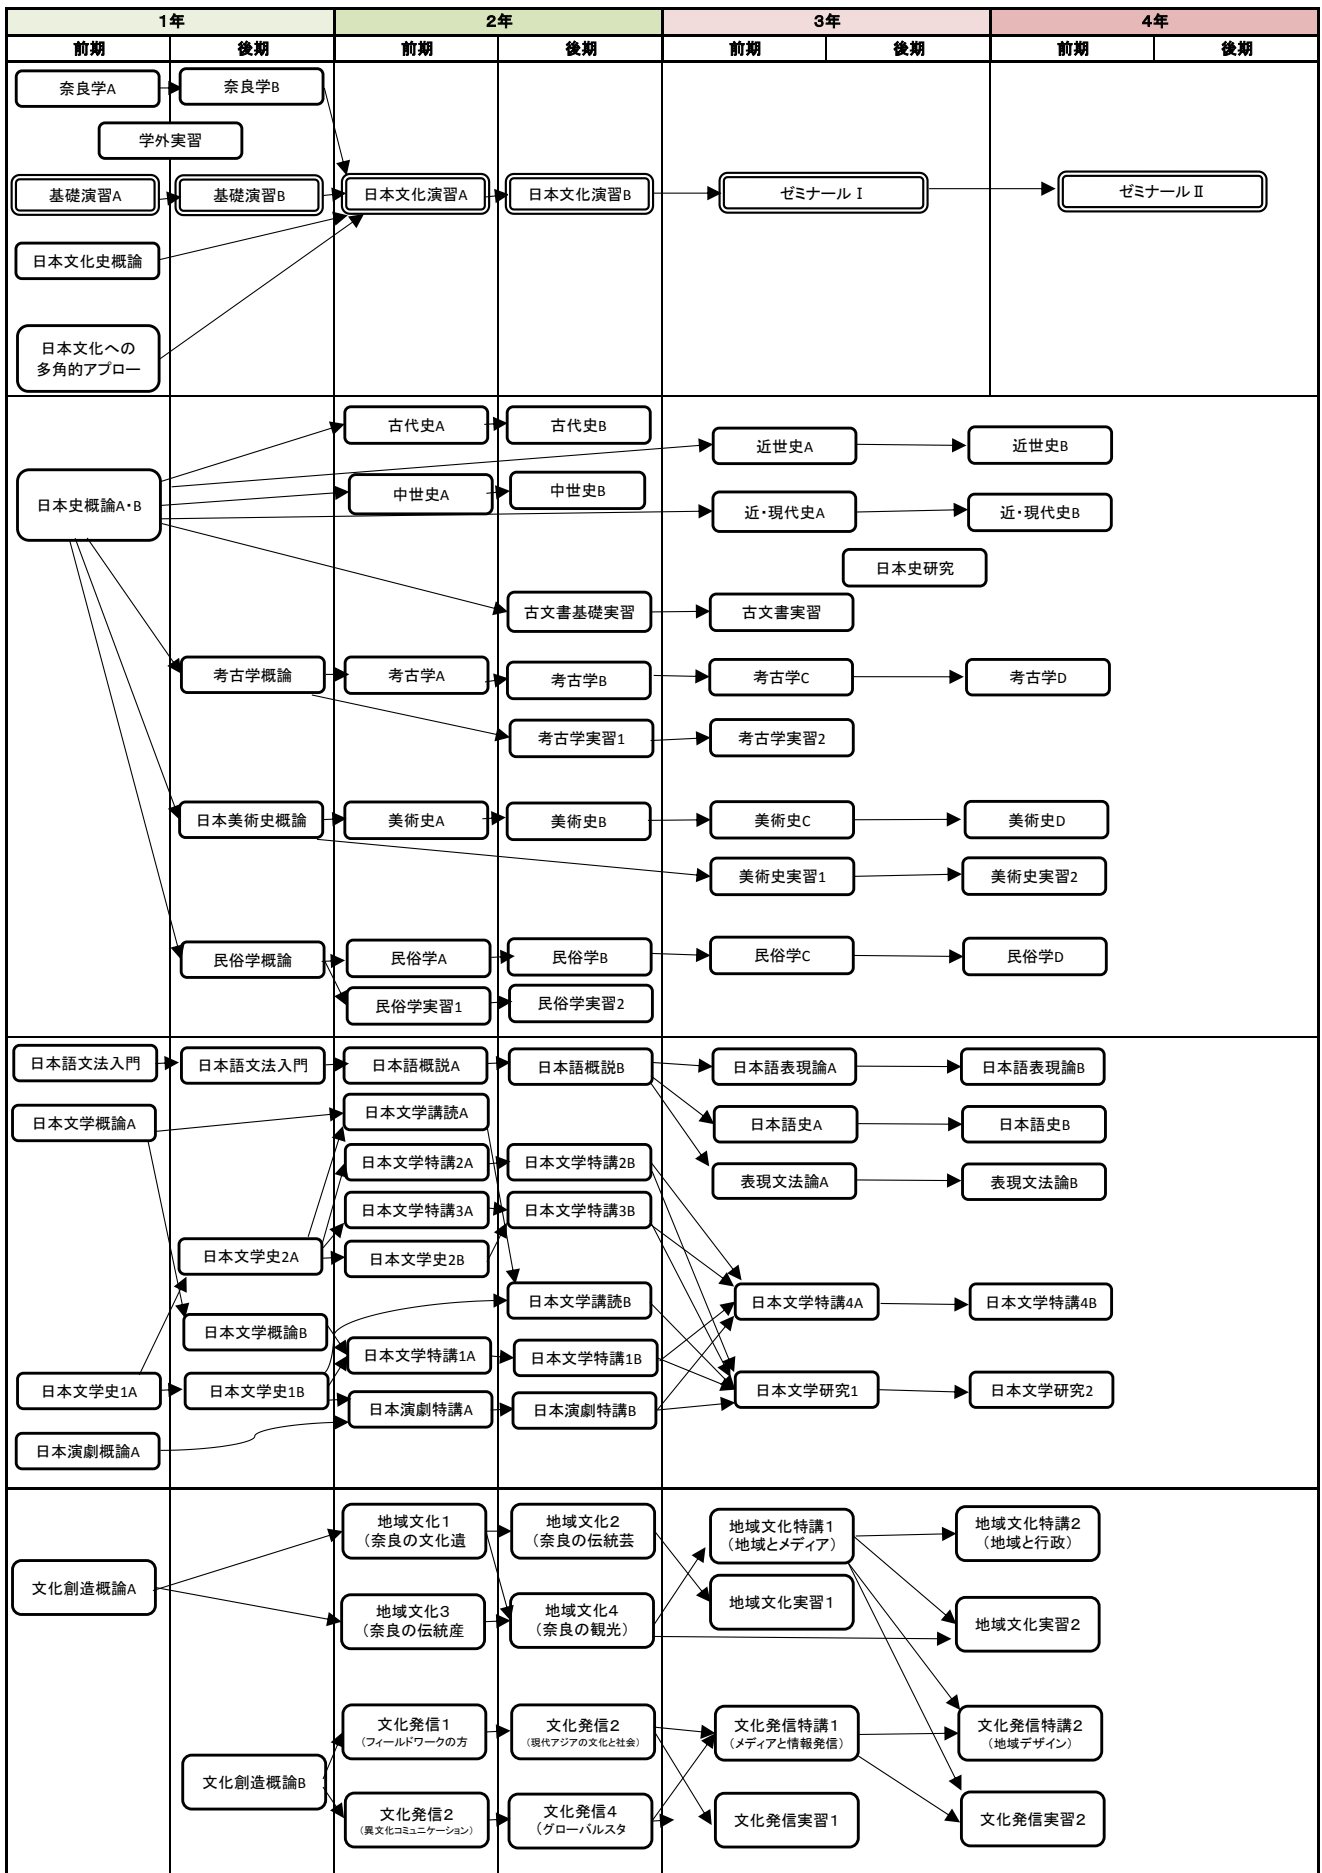 1年 2年 3年 4年
前期 後期 前期 後期 前期 後期 前期 後期
奈良学A 奈良学B
学外実習
基礎演習A 基礎演習B 日本文化演習A 日本文化演習B ゼミナールⅠ ゼミナールⅡ
日本文化史概論
日本文化への
多角的アプロー
古代史A 古代史B
近世史A 近世史B
日本史概論A・B 中世史A 中世史B
近・現代史A 近・現代史B
日本史研究
古文書基礎実習 古文書実習
考古学概論 考古学A 考古学B 考古学C 考古学D
考古学実習1 考古学実習2
日本美術史概論 美術史A 美術史B 美術史C 美術史D
美術史実習1 美術史実習2
民俗学概論 民俗学A 民俗学B 民俗学C 民俗学D
民俗学実習1 民俗学実習2
日本語文法入門 日本語文法入門 日本語概説A 日本語概説B 日本語表現論A 日本語表現論B
日本文学概論A 日本文学講読A 日本語史A 日本語史B
日本文学特講2A 日本文学特講2B 表現文法論A 表現文法論B
日本文学特講3A 日本文学特講3B
日本文学史2A 日本文学史2B
日本文学講読B 日本文学特講4A 日本文学特講4B
日本文学概論B
日本文学特講1A 日本文学特講1B
日本文学史1A 日本文学史1B 日本文学研究1 日本文学研究2
日本演劇特講A 日本演劇特講B
日本演劇概論A
地域文化1 地域文化2 地域文化特講1 地域文化特講2
（奈良の文化遺 （奈良の伝統芸 （地域とメディア） （地域と行政）
文化創造概論A
地域文化実習1
地域文化3 地域文化4 地域文化実習2
（奈良の伝統産 （奈良の観光）
文化発信1 文化発信2 文化発信特講1 文化発信特講2
（フィールドワークの方 （現代アジアの文化と社会） （メディアと情報発信） （地域デザイン）
文化創造概論B
文化発信2 文化発信4 文化発信実習1 文化発信実習2
（異文化コミュニケーション） （グローバルスタ